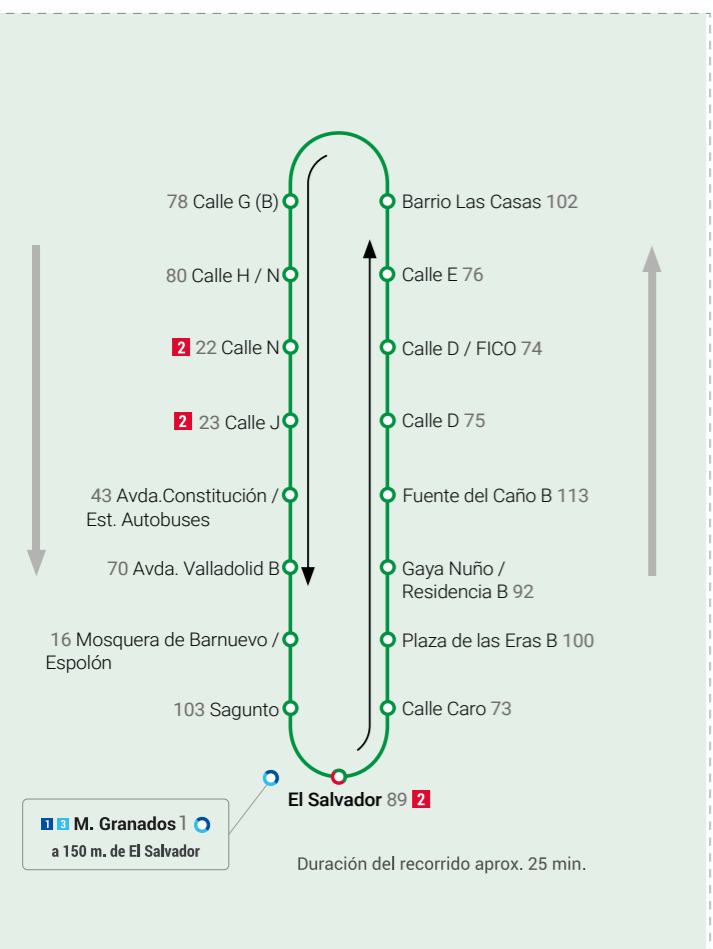 78 Calle G (B)
Barrio Las Casas 102
80 Calle H / N
Calle E 76
2 22 Calle N
Calle D / FICO 74
2 23 Calle J
Calle D 75
43 Avda.Constitución /
Est. Autobuses
Fuente del Caño B 113
70 Avda. Valladolid B
Gaya Nuño /
Residencia B 92
16 Mosquera de Barnuevo /
Espolón
Plaza de las Eras B 100
103 Sagunto
Calle Caro 73
El Salvador 89 2
1 3 M. Granados 1
a 150 m. de El Salvador
Duración del recorrido aprox. 25 min.